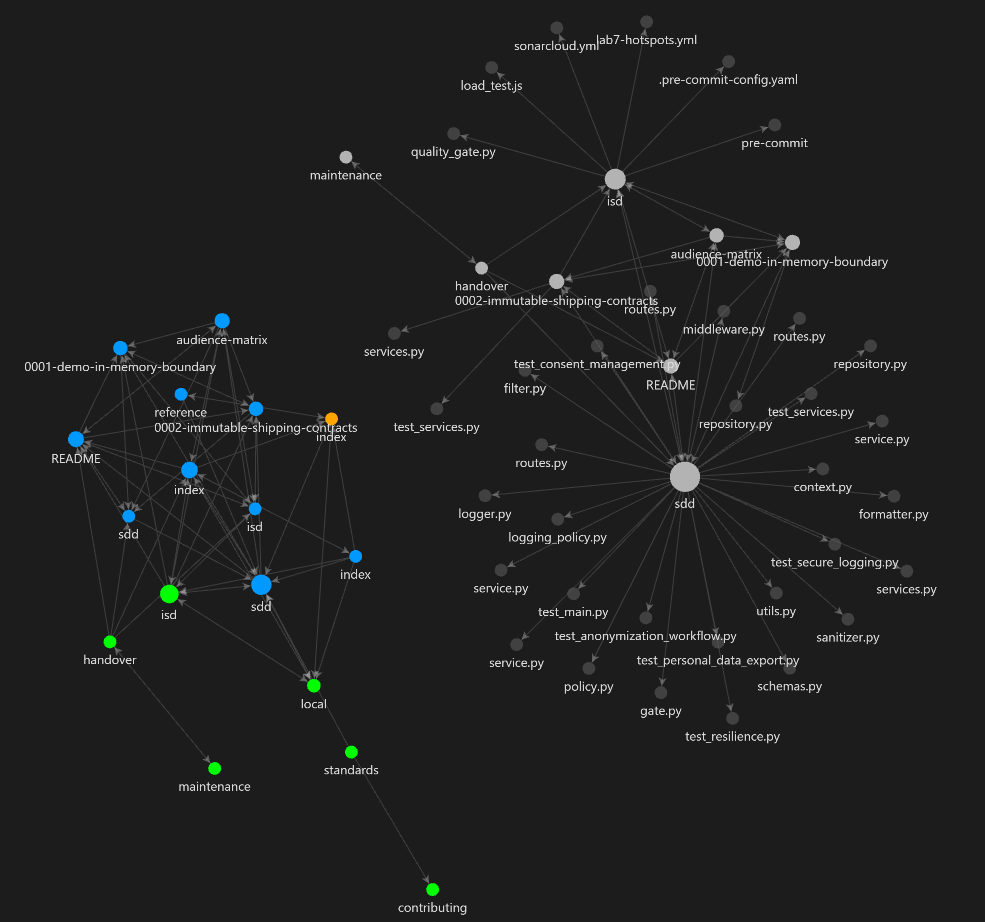 sonarcloud.yml
lab7-hotspots.yml
.pre-commit-config.yaml
load_test.js
quality_gate.py
pre-commit
maintenance
isd
audience-matrix
0001-demo-in-memory-boundary
handover
0002-immutable-shipping-contracts
routes.py
middleware.py
routes.py
services.py
test_consent_management.py
repository.py
filter.py
README
test_services.py
repository.py
test_services.py
service.py
routes.py
context.py
sdd
logger.py
formatter.py
logging_policy.py
test_secure_logging.py
service.py
services.py
test_main.py
utils.py
test_anonymization_workflow.py
sanitizer.py
service.py
test_personal_data_export.py
policy.py
schemas.py
gate.py
test_resilience.py
audience-matrix
0001-demo-in-memory-boundary
reference
0002-immutable-shipping-contracts
index
README
index
sdd
isd
index
isd
sdd
handover
local
standards
maintenance
contributing